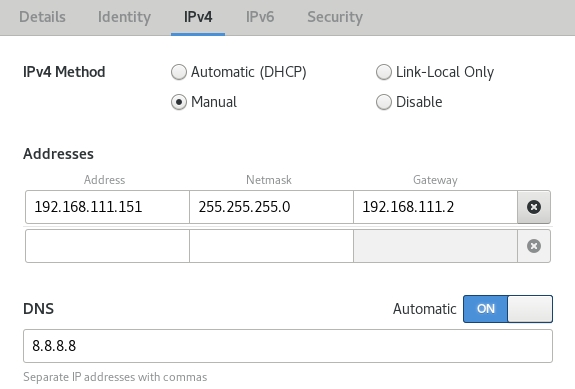 Details Identity IPv4 IPv6 Security
IPv4 Method Automatic (DHCP) Link-Local Only
Manual Disable
Addresses
Address Netmask Gateway
192.168.111.151 255.255.255.0 192.168.111.2
DNS Automatic ON
8.8.8.8
Separate IP addresses with commas